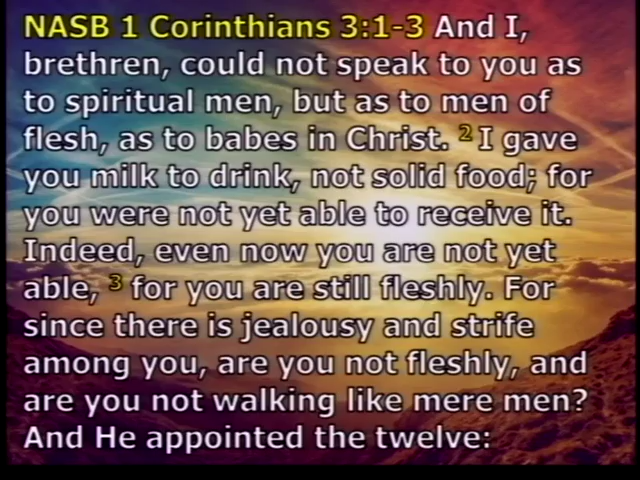 NASB 1 Corinthians 3:1-3 And I,
brethren, could not speak to you as
to spiritual men, but as to men of
flesh, as to babes in Christ. 2 I gave
you milk to drink, not solid food; for
you were not yet able to receive it.
Indeed, even now you are not yet
able, 3 for you are still fleshly. For
since there is jealousy and strife
among you, are you not fleshly, and
are you not walking like mere men?
And He appointed the twelve: